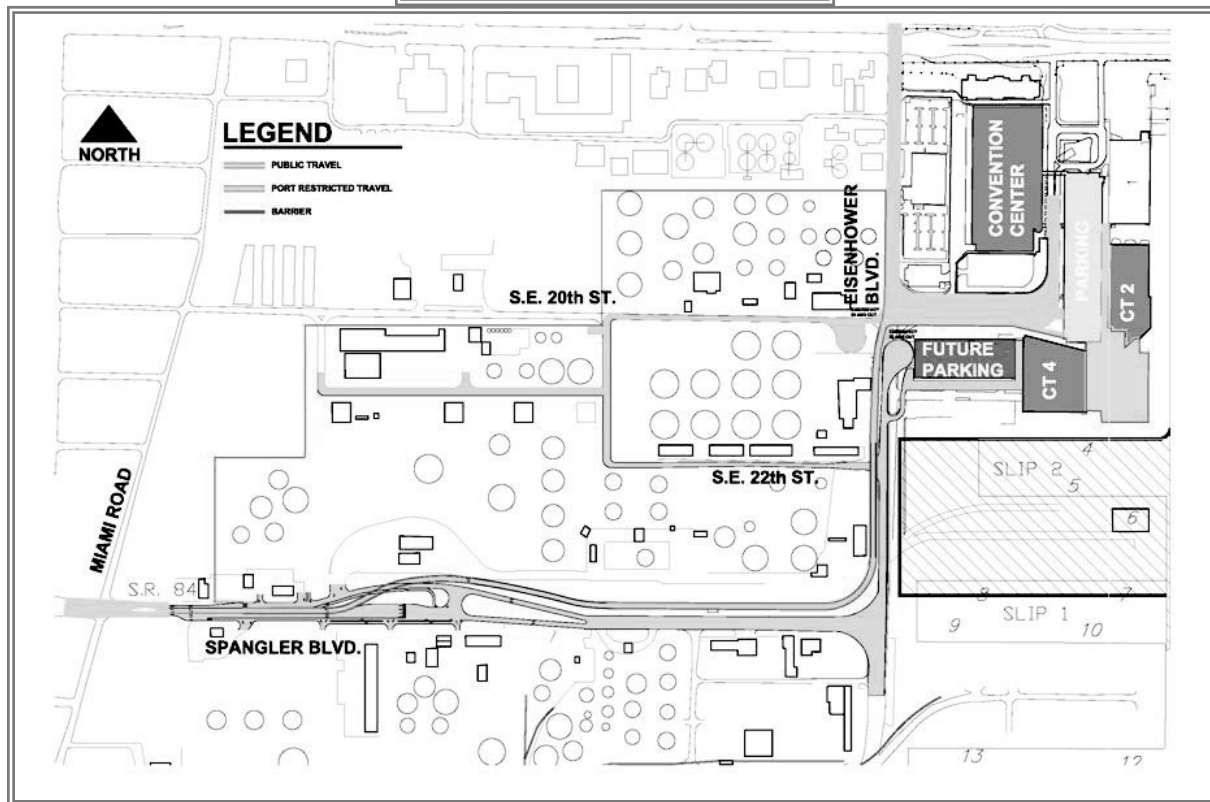 NORTH
LEGEND
PUBLIC TRAVEL
PORT RESTRICTED TRAVEL
BARRIER
CONVENTION
CENTER
PARKING
CT 2
EISENHOWER
BLVD.
S.E. 20th ST.
FUTURE
PARKING
CT 4
S.E. 22th ST.
4
SLIP 2
5
6
MIAMI ROAD
S.R. 84
8
7
SLIP 1
9
10
SPANGLER BLVD.
13
12